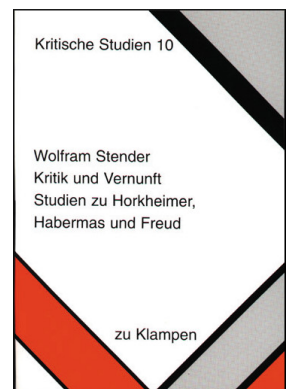 Kritische Studien 10
Wolfram Stender
Kritik und Vernunft
Studien zu Horkheimer,
Habermas und Freud
zu Klampen